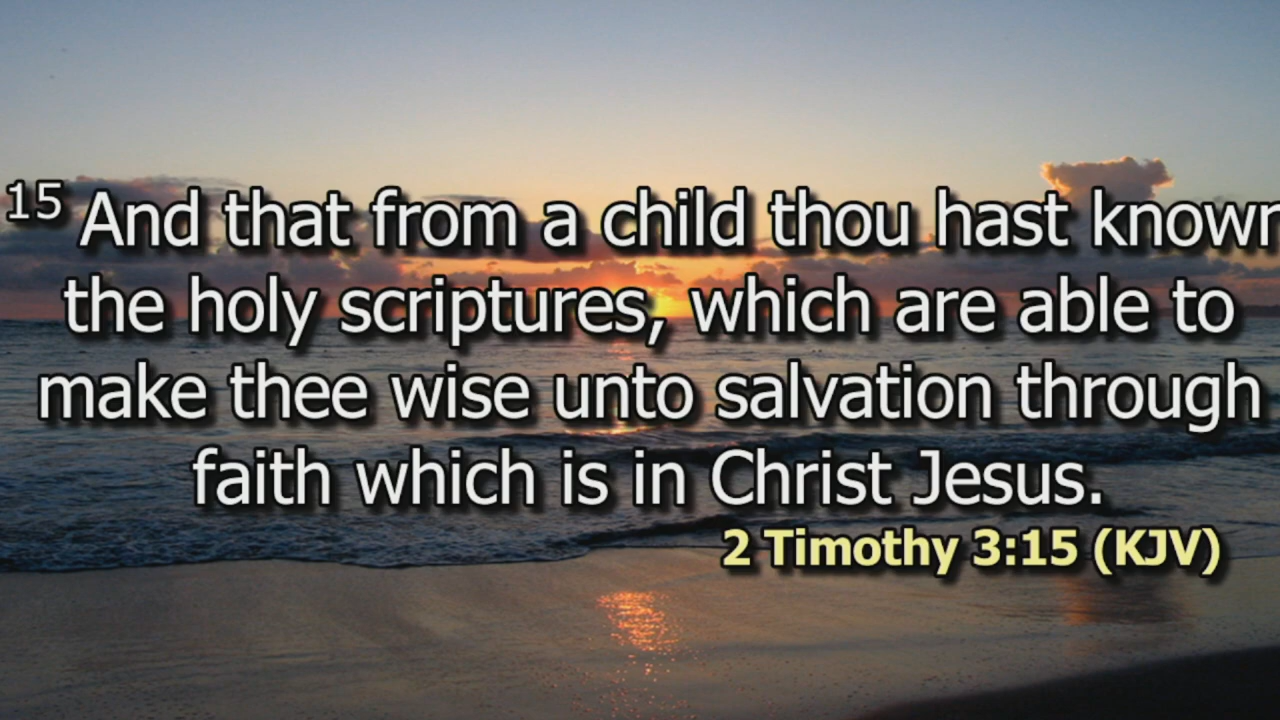 15 And that from a child thou hast known
the holy scriptures, which are able to
make thee wise unto salvation through
faith which is in Christ Jesus.
2 Timothy 3:15 (KJV)